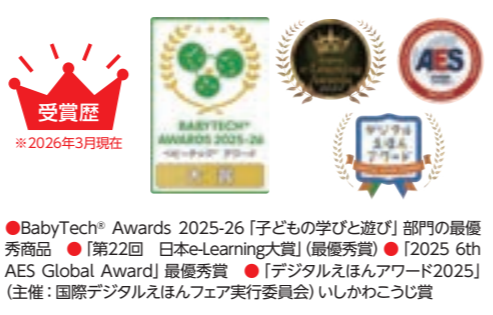 受賞歴
※2026年3月現在
BABYTECH®
AWARDS 2025-26
ベビーテック® アワード
大賞
AES
デジタル
えほん
アワード
●BabyTech® Awards 2025-26「子どもの学びと遊び」部門の最優
秀商品 ●「第22回 日本e-Learning大賞」（最優秀賞）●「2025 6th
AES Global Award」最優秀賞 ●「デジタルえほんアワード2025」
（主催：国際デジタルえほんフェア実行委員会）いしかわこうじ賞